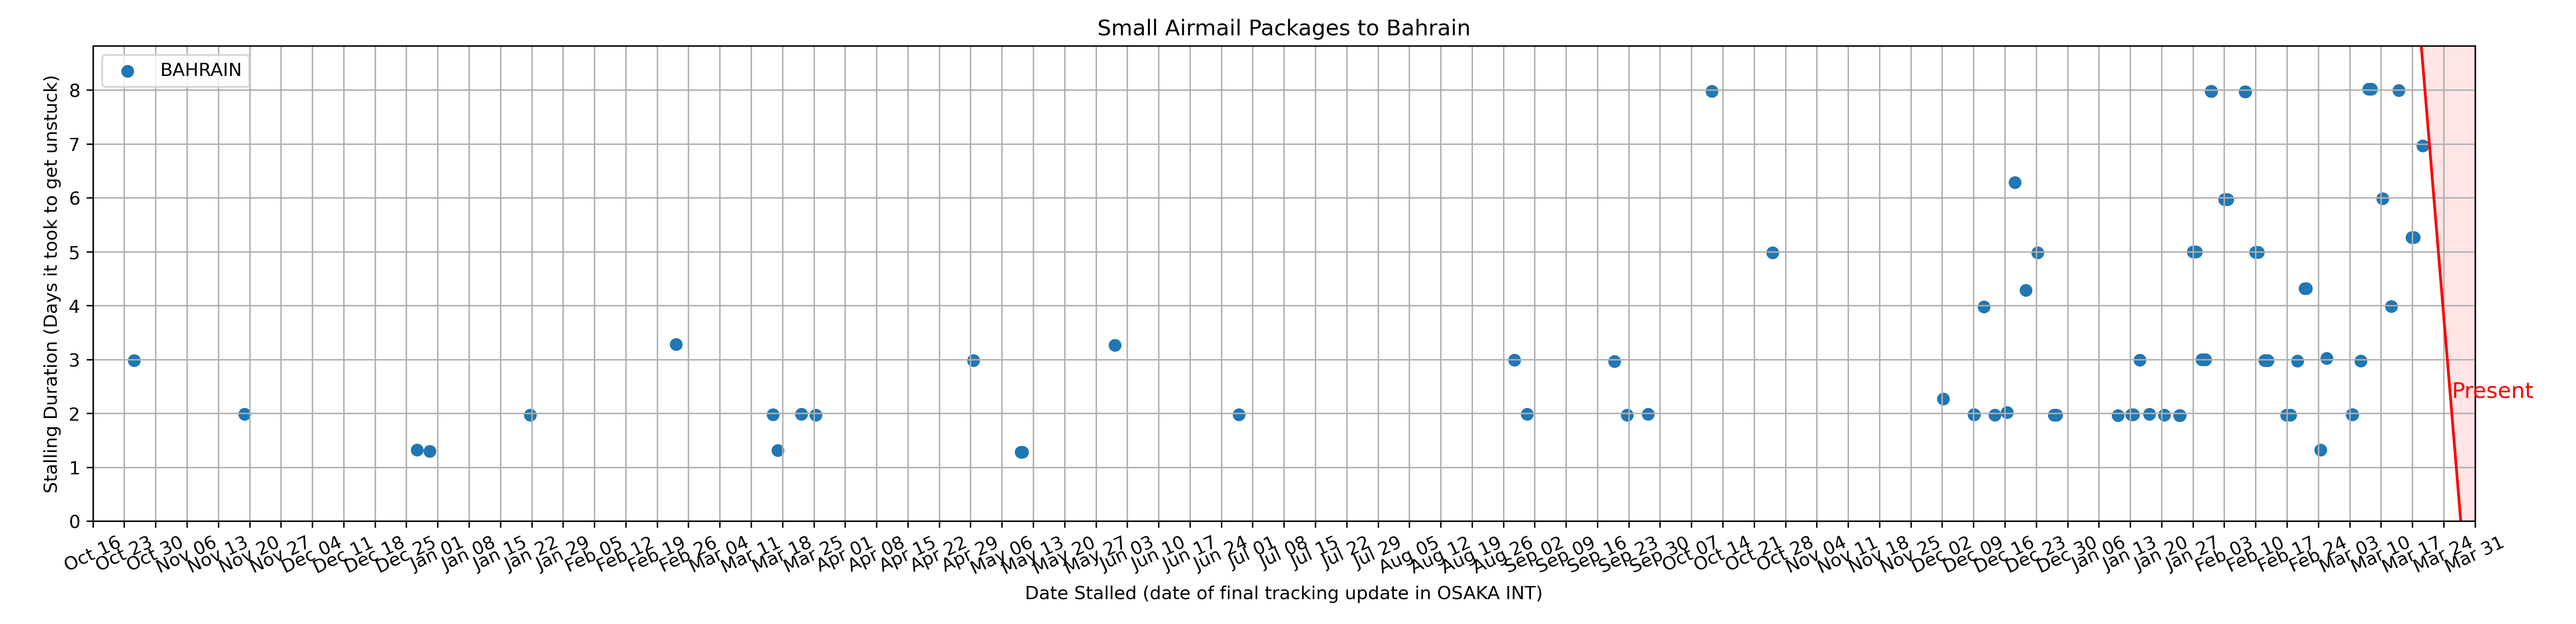 Small Airmail Packages to Bahrain
BAHRAIN
Stalling Duration (Days it took to get unstuck)
8
7
6
5
4
3
2
1
0
Present
Oct 16
Oct 23
Oct 30
Nov 06
Nov 13
Nov 20
Nov 27
Dec 04
Dec 11
Dec 18
Dec 25
Jan 01
Jan 08
Jan 15
Jan 22
Jan 29
Feb 05
Feb 12
Feb 19
Feb 26
Mar 04
Mar 11
Mar 18
Mar 25
Apr 01
Apr 08
Apr 15
Apr 22
Apr 29
May 06
May 13
May 20
May 27
Jun 03
Jun 10
Jun 17
Jun 24
Jul 01
Jul 08
Jul 15
Jul 22
Jul 29
Aug 05
Aug 12
Aug 19
Aug 26
Sep 02
Sep 09
Sep 16
Sep 23
Sep 30
Oct 07
Oct 14
Oct 21
Oct 28
Nov 04
Nov 11
Nov 18
Nov 25
Dec 02
Dec 09
Dec 16
Dec 23
Dec 30
Jan 06
Jan 13
Jan 20
Jan 27
Feb 03
Feb 10
Feb 17
Feb 24
Mar 03
Mar 10
Mar 17
Mar 24
Mar 31
Date Stalled (date of final tracking update in OSAKA INT)